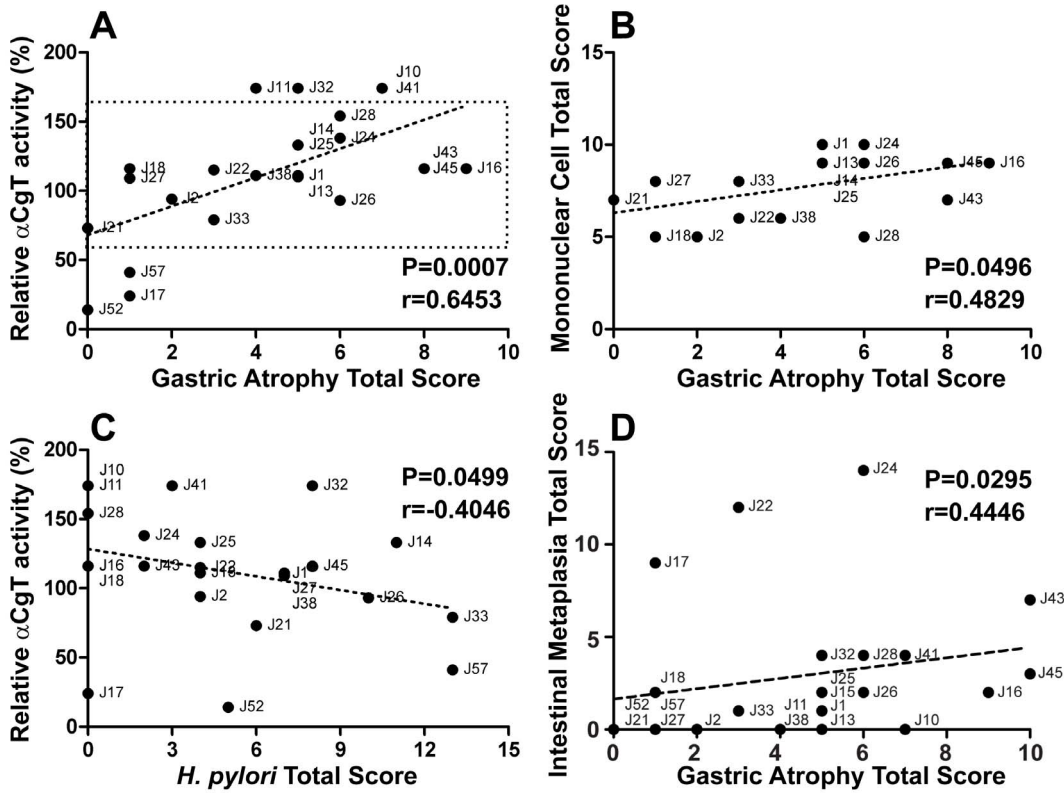 A
Relative αCgT activity (%)
200
150
100
50
0
J10
J11
J32
J41
J28
J14
J25
J24
J43
J18
J27
J22
J38
J1
J13
J45
J16
J2
J26
J33
J21
J57
J17
J52
P=0.0007
r=0.6453
0
2
4
6
8
10
Gastric Atrophy Total Score
B
Mononuclear Cell Total Score
15
10
5
0
J1
J24
J13
J26
J45
J16
J27
J33
J14
J25
J21
J43
J22
J38
J18
J2
J28
P=0.0496
r=0.4829
0
2
4
6
8
10
Gastric Atrophy Total Score
C
Relative αCgT activity (%)
200
150
100
50
0
J10
J11
J41
J32
J28
J24
J25
J14
J16
J18
J43
J22
J1
J27
J38
J45
J2
J26
J33
J21
J57
J17
J52
P=0.0499
r=-0.4046
0
3
6
9
12
15
H. pylori Total Score
D
Intestinal Metaplasia Total Score
15
10
5
0
J24
J22
J17
J43
J32
J28
J41
J45
J18
J25
J15
J26
J16
J52
J57
J33
J11
J1
J21
J27
J2
J38
J13
J10
P=0.0295
r=0.4446
0
2
4
6
8
10
Gastric Atrophy Total Score